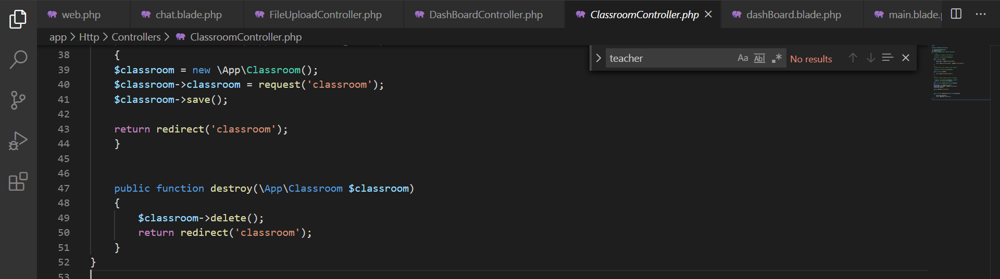 web.php chat.blade.php FileUploadController.php DashBoardController.php ClassroomController.php dashBoard.blade.php main.blade.
app > Http > Controllers > ClassroomController.php
teacher Aa Abl .* No results
38 {
39 $classroom = new \App\Classroom();
40 $classroom->classroom = request('classroom');
41 $classroom->save();
42
43 return redirect('classroom');
44 }
45
46
47 public function destroy(\App\Classroom $classroom)
48 {
49 $classroom->delete();
50 return redirect('classroom');
51 }
52 }
53